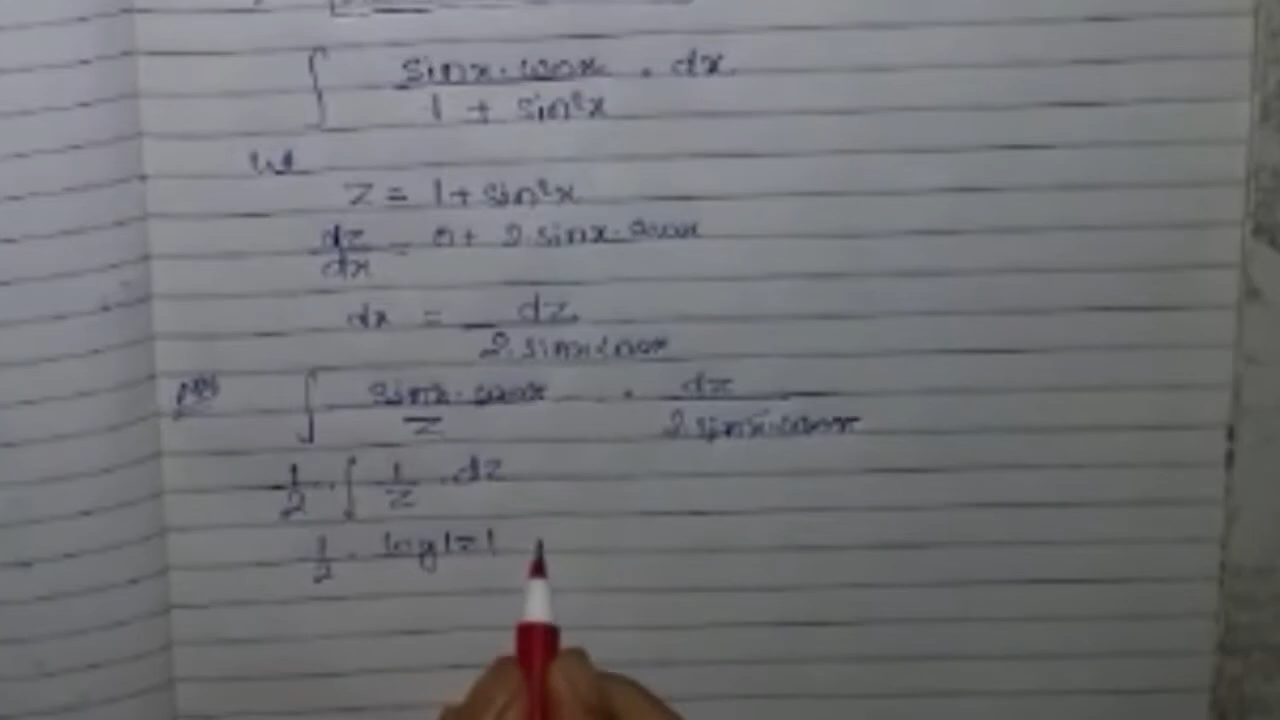 ∫ sinx·cosx / 1 + sin²x . dx
Let
z = 1 + sin²x
dz/dx = 0 + 2 sinx·cosx
dx = dz / 2.sinx·cosx
∫ sinx·cosx / z . dz / 2 sinx·cosx
1/2 . ∫ 1/z . dz
1/2 . log|z|